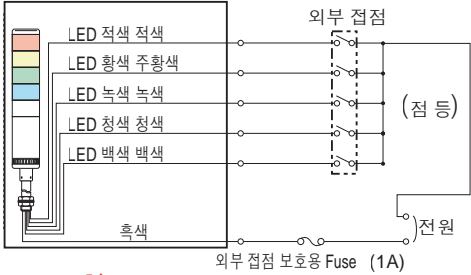 외부 접점
LED 적색 적색
LED 황색 주황색
LED 녹색 녹색
LED 청색 청색
LED 백색 백색
(점 등)
흑색
전원
외부 접점 보호용 Fuse (1A)